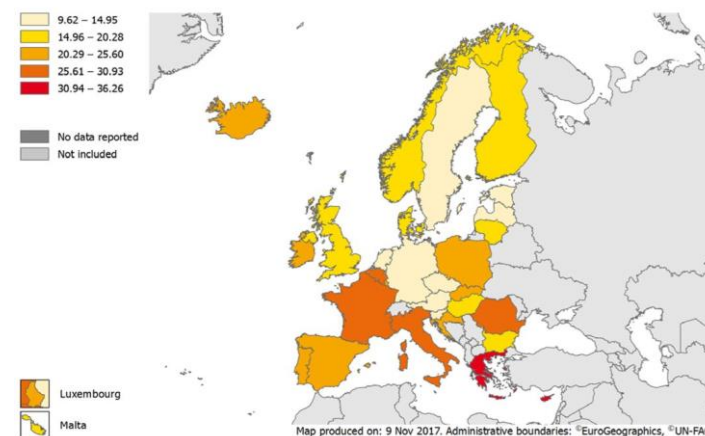 9.62 – 14.95
14.96 – 20.28
20.29 – 25.60
25.61 – 30.93
30.94 – 36.26
No data reported
Not included
Luxembourg
Malta
Map produced on: 9 Nov 2017. Administrative boundaries: ©EuroGeographics, ©UN-FA